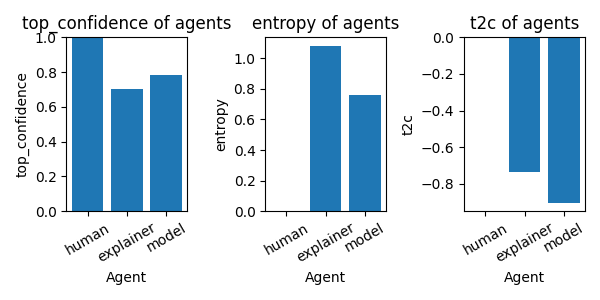 top_confidence of agents
top_confidence
1.0
0.8
0.6
0.4
0.2
0.0
human
explainer
model
Agent
entropy of agents
entropy
1.0
0.8
0.6
0.4
0.2
0.0
human
explainer
model
Agent
t2c of agents
t2c
0.0
−0.2
−0.4
−0.6
−0.8
human
explainer
model
Agent